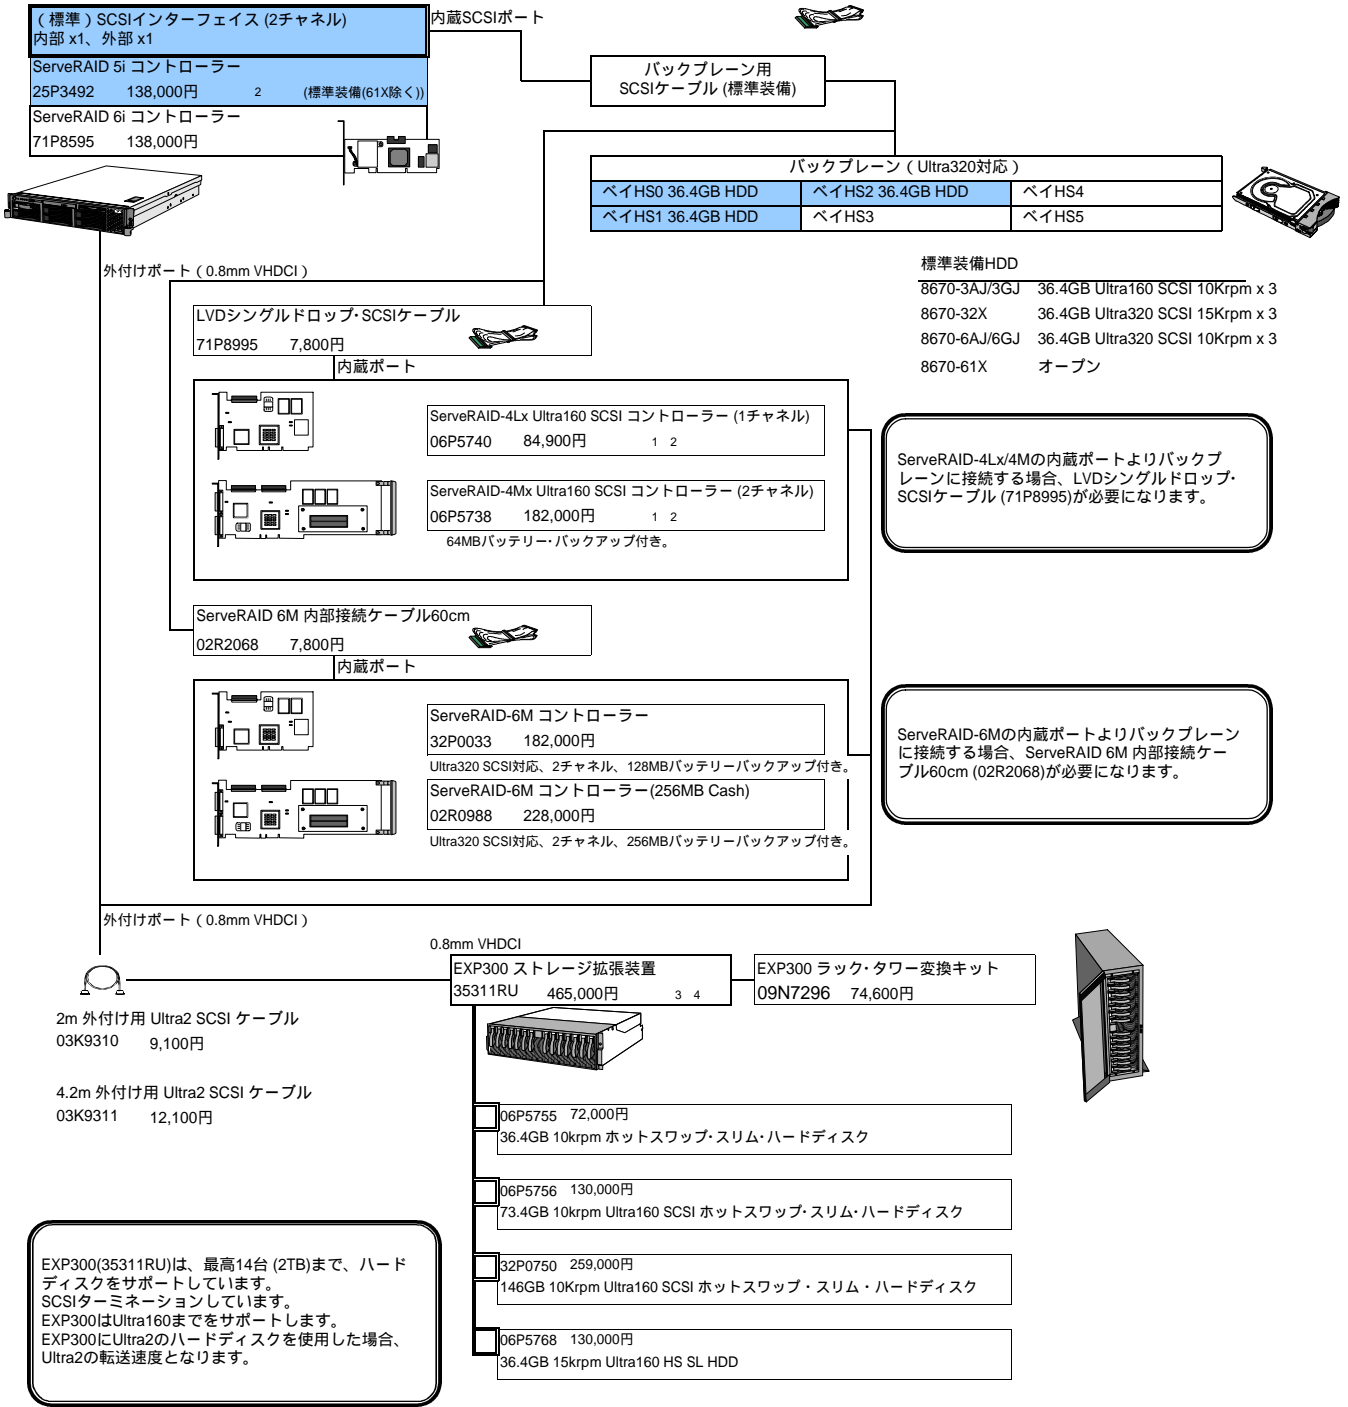 (標準) SCSIインターフェイス (2チャネル)
内部 x1、外部 x1
内蔵SCSIポート
ServeRAID 5i コントローラー
25P3492 138,000円 2 (標準装備(61X除く))
ServeRAID 6i コントローラー
71P8595 138,000円
バックプレーン用
SCSIケーブル (標準装備)
バックプレーン (Ultra320対応)
ベイHS0 36.4GB HDD ベイHS2 36.4GB HDD ベイHS4
ベイHS1 36.4GB HDD ベイHS3 ベイHS5
標準装備HDD
8670-3AJ/3GJ 36.4GB Ultra160 SCSI 10Krpm x 3
8670-32X 36.4GB Ultra320 SCSI 15Krpm x 3
8670-6AJ/6GJ 36.4GB Ultra320 SCSI 10Krpm x 3
8670-61X オープン
外付けポート (0.8mm VHDCI)
LVDシングルドロップ・SCSIケーブル
71P8995 7,800円
内蔵ポート
ServeRAID-4Lx Ultra160 SCSI コントローラー (1チャネル)
06P5740 84,900円 1 2
ServeRAID-4Mx Ultra160 SCSI コントローラー (2チャネル)
06P5738 182,000円 1 2
64MBバッテリー・バックアップ付き。
ServeRAID-4Lx/4Mの内蔵ポートよりバックプ
レーンに接続する場合、LVDシングルドロップ・
SCSIケーブル (71P8995)が必要になります。
ServeRAID 6M 内部接続ケーブル60cm
02R2068 7,800円
内蔵ポート
ServeRAID-6M コントローラー
32P0033 182,000円
Ultra320 SCSI対応、2チャネル、128MBバッテリーバックアップ付き。
ServeRAID-6M コントローラー(256MB Cash)
02R0988 228,000円
Ultra320 SCSI対応、2チャネル、256MBバッテリーバックアップ付き。
ServeRAID-6Mの内蔵ポートよりバックプレーン
に接続する場合、ServeRAID 6M 内部接続ケー
ブル60cm (02R2068)が必要になります。
外付けポート (0.8mm VHDCI)
0.8mm VHDCI
EXP300 ストレージ拡張装置
35311RU 465,000円 3 4
EXP300 ラック・タワー変換キット
09N7296 74,600円
2m 外付け用 Ultra2 SCSI ケーブル
03K9310 9,100円
4.2m 外付け用 Ultra2 SCSI ケーブル
03K9311 12,100円
06P5755 72,000円
36.4GB 10krpm ホットスワップ・スリム・ハードディスク
06P5756 130,000円
73.4GB 10krpm Ultra160 SCSI ホットスワップ・スリム・ハードディスク
32P0750 259,000円
146GB 10Krpm Ultra160 SCSI ホットスワップ・スリム・ハードディスク
06P5768 130,000円
36.4GB 15krpm Ultra160 HS SL HDD
EXP300(35311RU)は、最高14台 (2TB)まで、ハード
ディスクをサポートしています。
SCSIターミネーションしています。
EXP300はUltra160までをサポートします。
EXP300にUltra2のハードディスクを使用した場合、
Ultra2の転送速度となります。